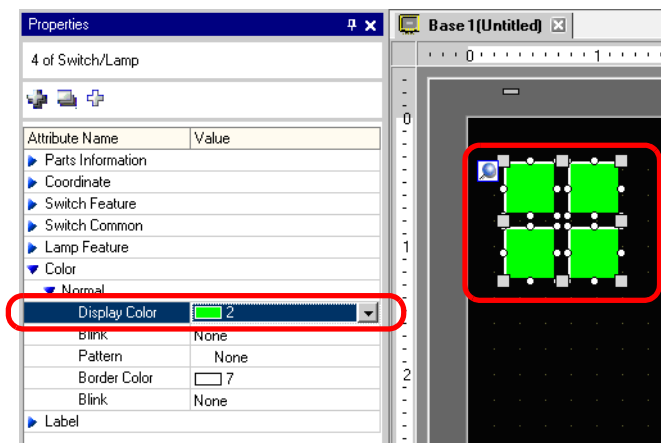 Properties
4 of Switch/Lamp
Attribute Name Value
Parts Information
Coordinate
Switch Feature
Switch Common
Lamp Feature
Color
Normal
Display Color 2
Blink None
Pattern None
Border Color 7
Blink None
Label
Base 1(Untitled)
0 1
0
1
2